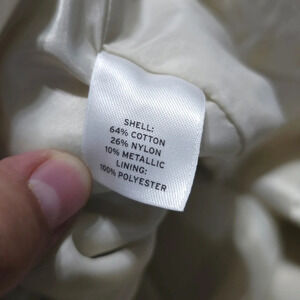 SHELL:
64% COTTON
26% NYLON
10% METALLIC
LINING:
100% POLYESTER